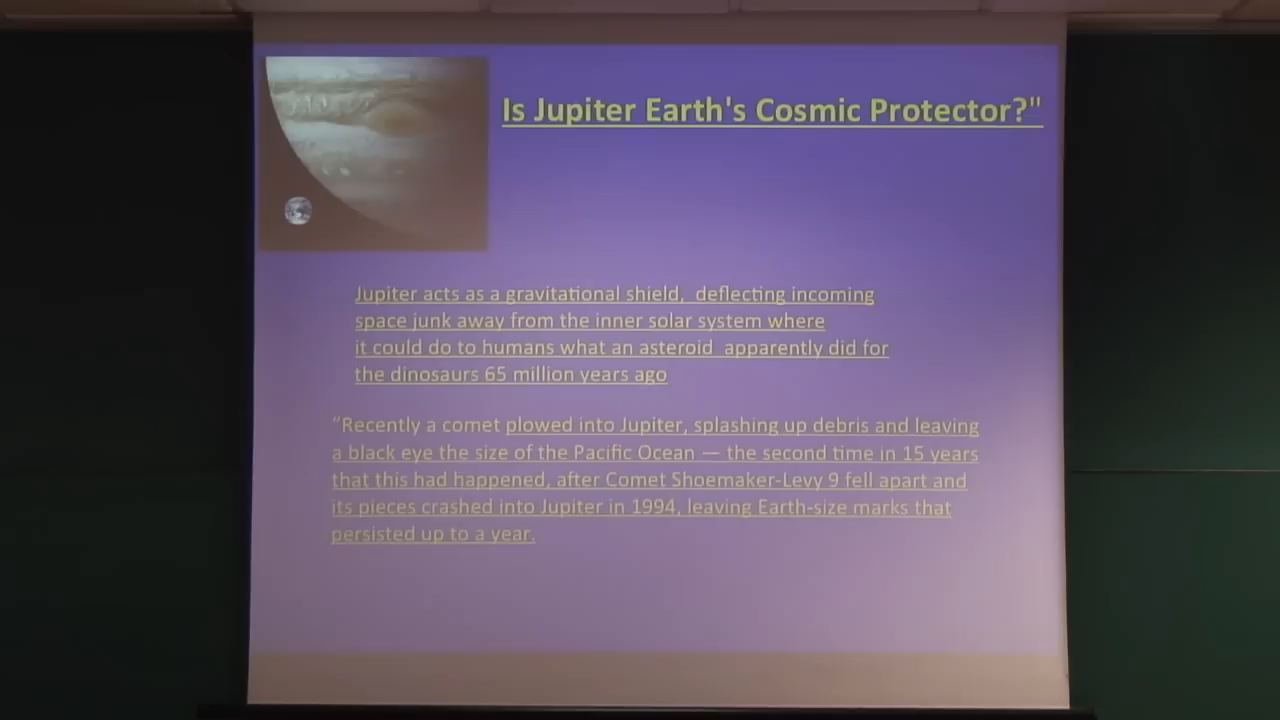 Is Jupiter Earth's Cosmic Protector?"
Jupiter acts as a gravitational shield,  deflecting incoming
space junk away from the inner solar system where
it could do to humans what an asteroid  apparently did for
the dinosaurs 65 million years ago
“Recently a comet plowed into Jupiter, splashing up debris and leaving
a black eye the size of the Pacific Ocean — the second time in 15 years
that this had happened, after Comet Shoemaker-Levy 9 fell apart and
its pieces crashed into Jupiter in 1994, leaving Earth-size marks that
persisted up to a year.